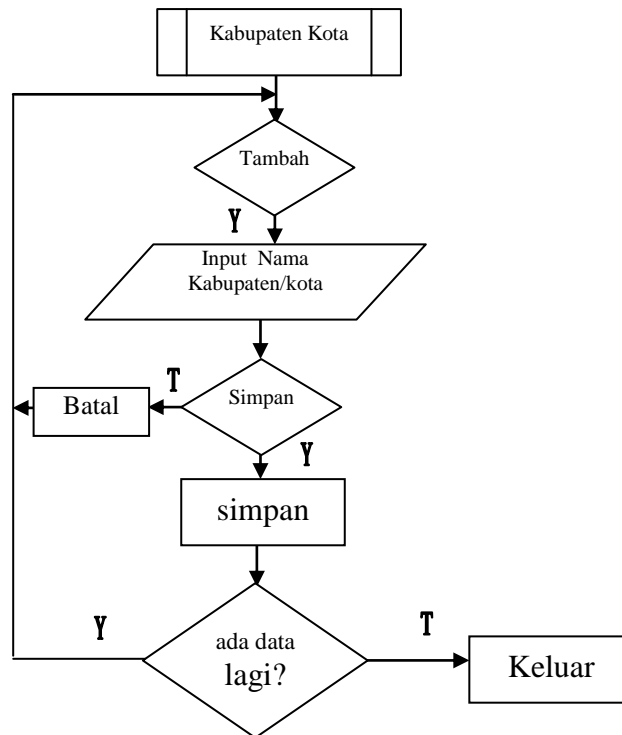 Kabupaten Kota
Tambah
Y
Input Nama
Kabupaten/kota
T
Batal
Simpan
Y
simpan
Y
ada data
lagi?
T
Keluar